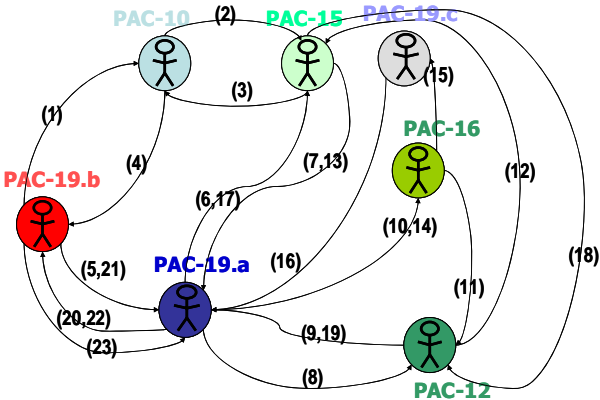 PAC-10
(2)
PAC-15
PAC-19.c
(15)
(3)
(1)
PAC-16
(4)
(7,13)
(12)
PAC-19.b
(6,17)
(10,14)
PAC-19.a
(16)
(18)
(5,21)
(11)
(20,22)
(9,19)
(23)
(8)
PAC-12